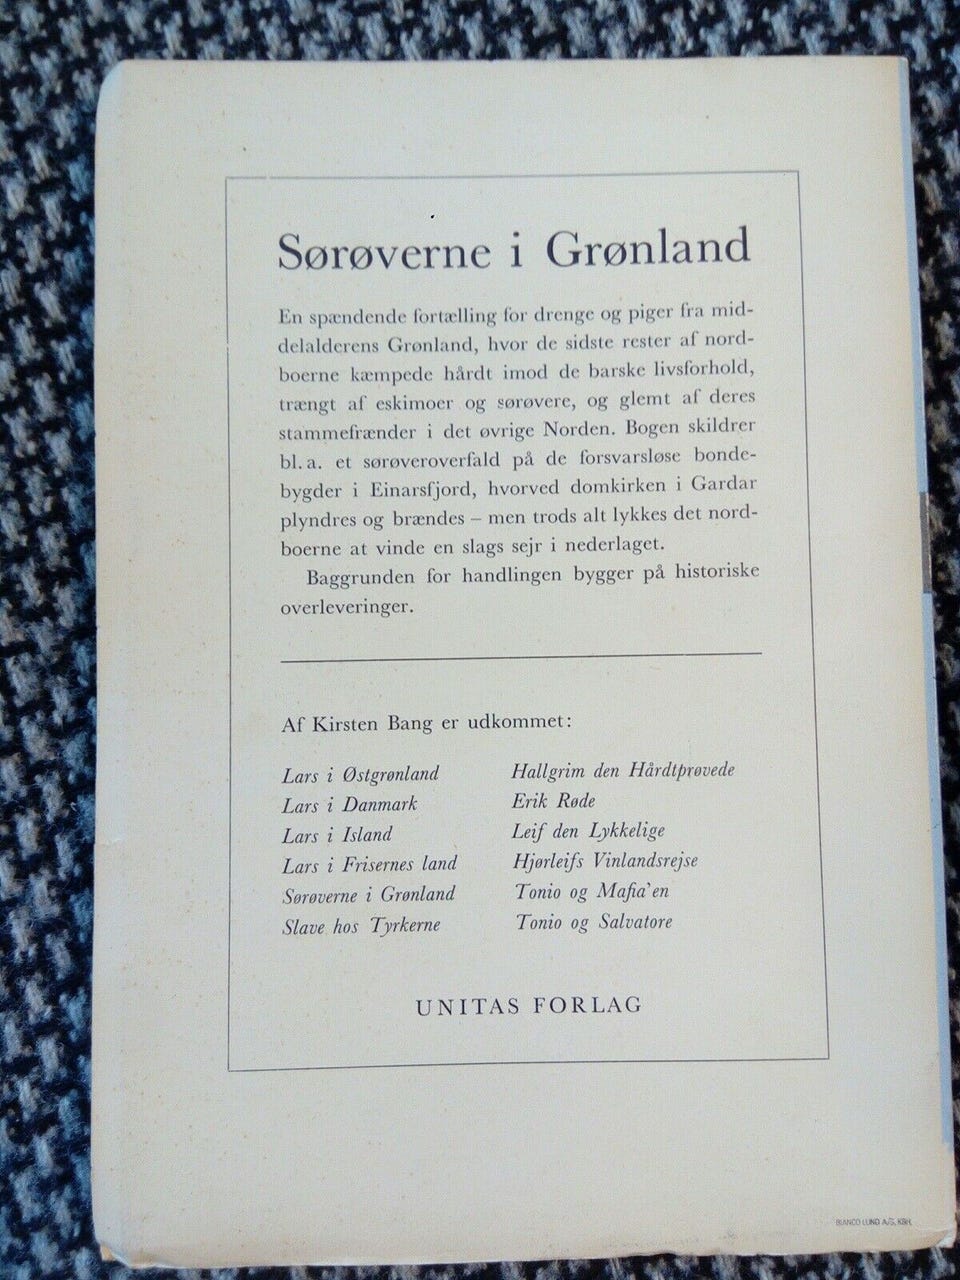 Sørøverne i Grønland
En spændende fortælling for drenge og piger fra mid-
delalderens Grønland, hvor de sidste rester af nord-
boerne kæmpede hårdt imod de barske livsforhold,
trængt af eskimoer og sørøvere, og glemt af deres
stammefrænder i det øvrige Norden. Bogen skildrer
bl. a. et sørøveroverfald på de forsvarsløse bonde-
bygder i Einarsfjord, hvorved domkirken i Gardar
plyndres og brændes – men trods alt lykkes det nord-
boerne at vinde en slags sejr i nederlaget.
Baggrunden for handlingen bygger på historiske
overleveringer.
Af Kirsten Bang er udkommet:
Lars i Østgrønland
Lars i Danmark
Lars i Island
Lars i Frisernes land
Sørøverne i Grønland
Slave hos Tyrkerne
Hallgrim den Hårdtprøvede
Erik Røde
Leif den Lykkelige
Hjørleifs Vinlandsrejse
Tonio og Mafia'en
Tonio og Salvatore
UNITAS FORLAG
BIANCO LUNO A/S, KBH.